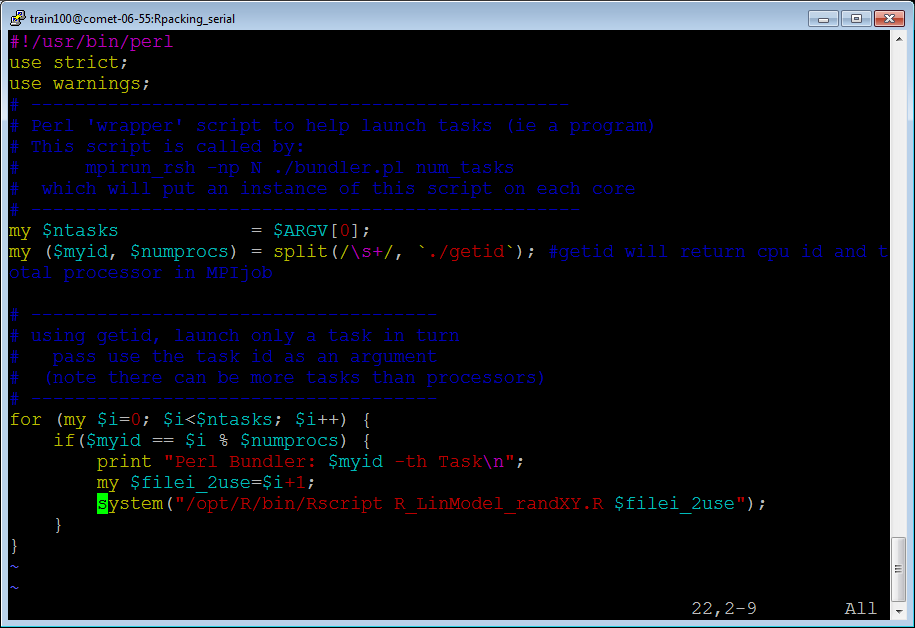 train100@comet-06-55:Rpacking_serial
#!/usr/bin/perl
use strict;
use warnings;
# -------------------------------------------------
# Perl 'wrapper' script to help launch tasks (ie a program)
# This script is called by:
#      mpirun_rsh -np N ./bundler.pl num_tasks
#  which will put an instance of this script on each core
# --------------------------------------------------
my $ntasks            = $ARGV[0];
my ($myid, $numprocs) = split(/\s+/, `./getid`); #getid will return cpu id and t
otal processor in MPIjob
# -------------------------------------
# using getid, launch only a task in turn
#   pass use the task id as an argument
#  (note there can be more tasks than processors)
# -------------------------------------
for (my $i=0; $i<$ntasks; $i++) {
    if($myid == $i % $numprocs) {
        print "Perl Bundler: $myid -th Task\n";
        my $filei_2use=$i+1;
        system("/opt/R/bin/Rscript R_LinModel_randXY.R $filei_2use");
    }
}
~
~
22,2-9        All